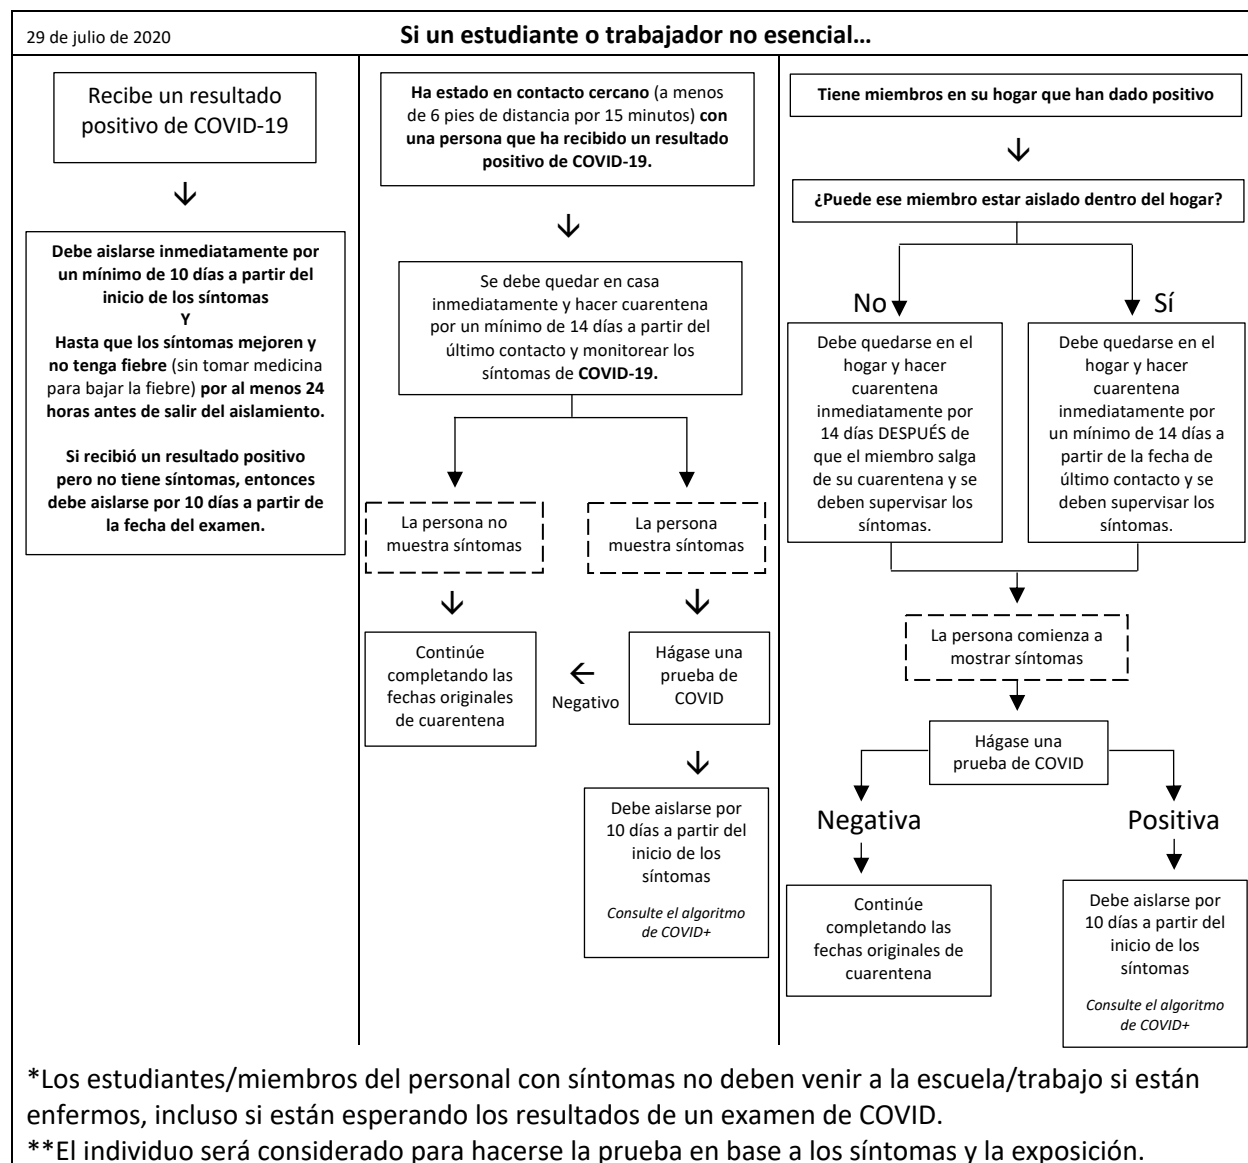 29 de julio de 2020
Si un estudiante o trabajador no esencial...
Recibe un resultado
positivo de COVID-19
Debe aislarse inmediatamente por
un mínimo de 10 días a partir del
inicio de los síntomas
Y
Hasta que los síntomas mejoren y
no tenga fiebre (sin tomar medicina
para bajar la fiebre) por al menos 24
horas antes de salir del aislamiento.
Si recibió un resultado positivo
pero no tiene síntomas, entonces
debe aislarse por 10 días a partir de
la fecha del examen.
Ha estado en contacto cercano (a menos
de 6 pies de distancia por 15 minutos) con
una persona que ha recibido un resultado
positivo de COVID-19.
Se debe quedar en casa
inmediatamente y hacer cuarentena
por un mínimo de 14 días a partir del
último contacto y monitorear los
síntomas de COVID-19.
La persona no
muestra síntomas
La persona
muestra síntomas
Continúe
completando las
fechas originales
de cuarentena
Negativo
Hágase una
prueba de
COVID
Debe aislarse por
10 días a partir del
inicio de los
síntomas
Consulte el algoritmo
de COVID+
Tiene miembros en su hogar que han dado positivo
¿Puede ese miembro estar aislado dentro del hogar?
No
Sí
Debe quedarse en el
hogar y hacer
cuarentena
inmediatamente por
14 días DESPUÉS de
que el miembro salga
de su cuarentena y se
deben supervisar los
síntomas.
Debe quedarse en el
hogar y hacer
cuarentena
inmediatamente por
un mínimo de 14 días a
partir de la fecha de
último contacto y se
deben supervisar los
síntomas.
La persona comienza a
mostrar síntomas
Hágase una
prueba de COVID
Negativa
Positiva
Continúe
completando las
fechas originales de
cuarentena
Debe aislarse por
10 días a partir del
inicio de los
síntomas
Consulte el algoritmo
de COVID+
*Los estudiantes/miembros del personal con síntomas no deben venir a la escuela/trabajo si están
enfermos, incluso si están esperando los resultados de un examen de COVID.
**El individuo será considerado para hacerse la prueba en base a los síntomas y la exposición.